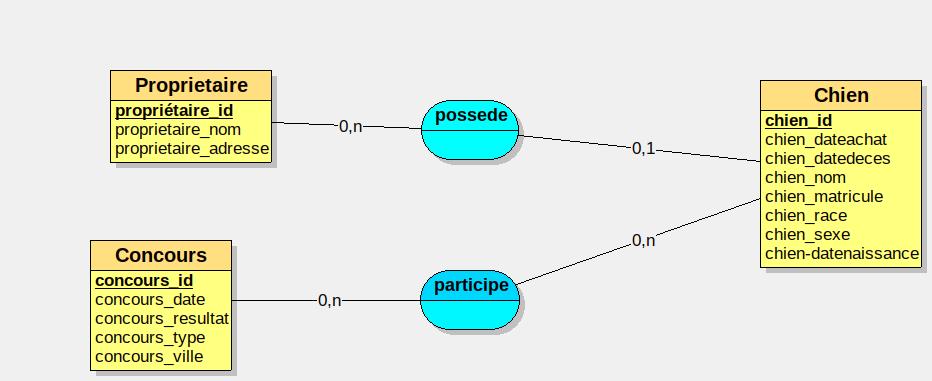 Proprietaire
propriétaire_id
proprietaire_nom
proprietaire_adresse
0,n
possede
0,1
Chien
chien_id
chien_dateachat
chien_datedeces
chien_nom
chien_matricule
chien_race
chien_sexe
chien-datenaissance
Concours
concours_id
concours_date
concours_resultat
concours_type
concours_ville
0,n
participe
0,n